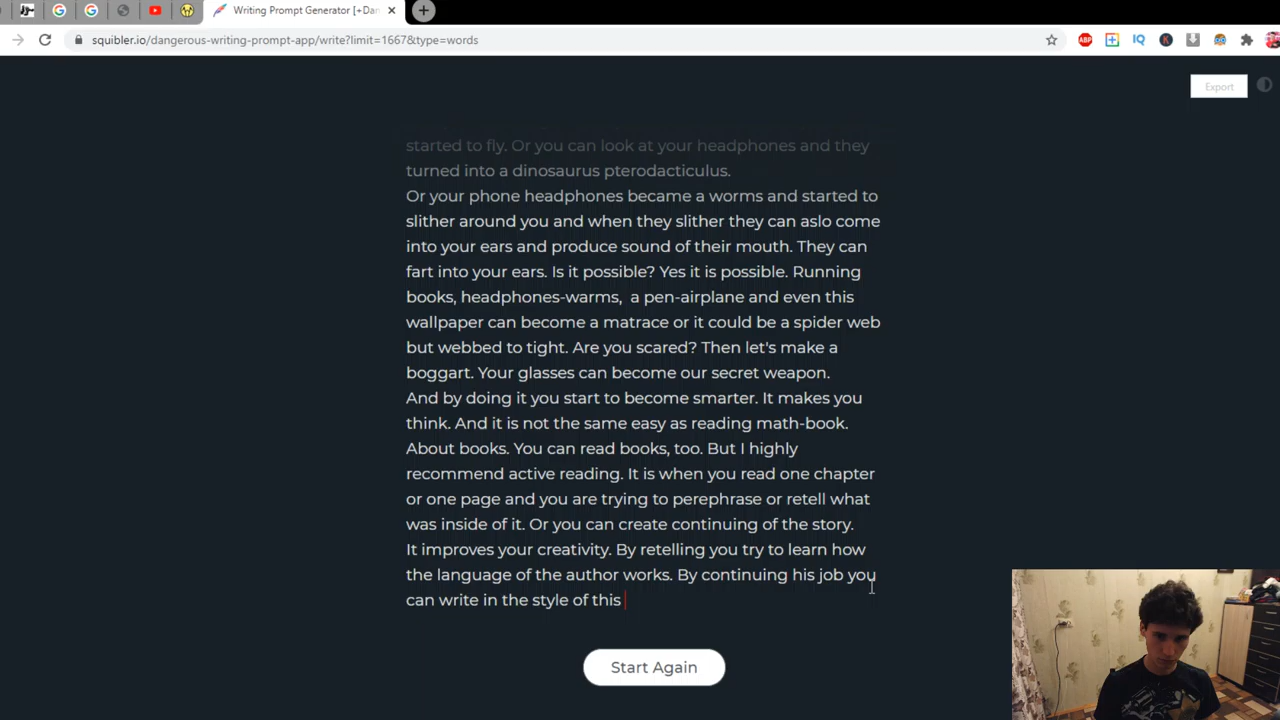 Writing Prompt Generator [+Dan
squibler.io/dangerous-writing-prompt-app/write?limit=1667&type=words
ABP
IQ
K
Export
started to fly. Or you can look at your headphones and they
turned into a dinosaurus pterodacticulus.
Or your phone headphones became a worms and started to
slither around you and when they slither they can aslo come
into your ears and produce sound of their mouth. They can
fart into your ears. Is it possible? Yes it is possible. Running
books, headphones-warms,  a pen-airplane and even this
wallpaper can become a matrace or it could be a spider web
but webbed to tight. Are you scared? Then let's make a
boggart. Your glasses can become our secret weapon.
And by doing it you start to become smarter. It makes you
think. And it is not the same easy as reading math-book.
About books. You can read books, too. But I highly
recommend active reading. It is when you read one chapter
or one page and you are trying to perephrase or retell what
was inside of it. Or you can create continuing of the story.
It improves your creativity. By retelling you try to learn how
the language of the author works. By continuing his job you
can write in the style of this
Start Again